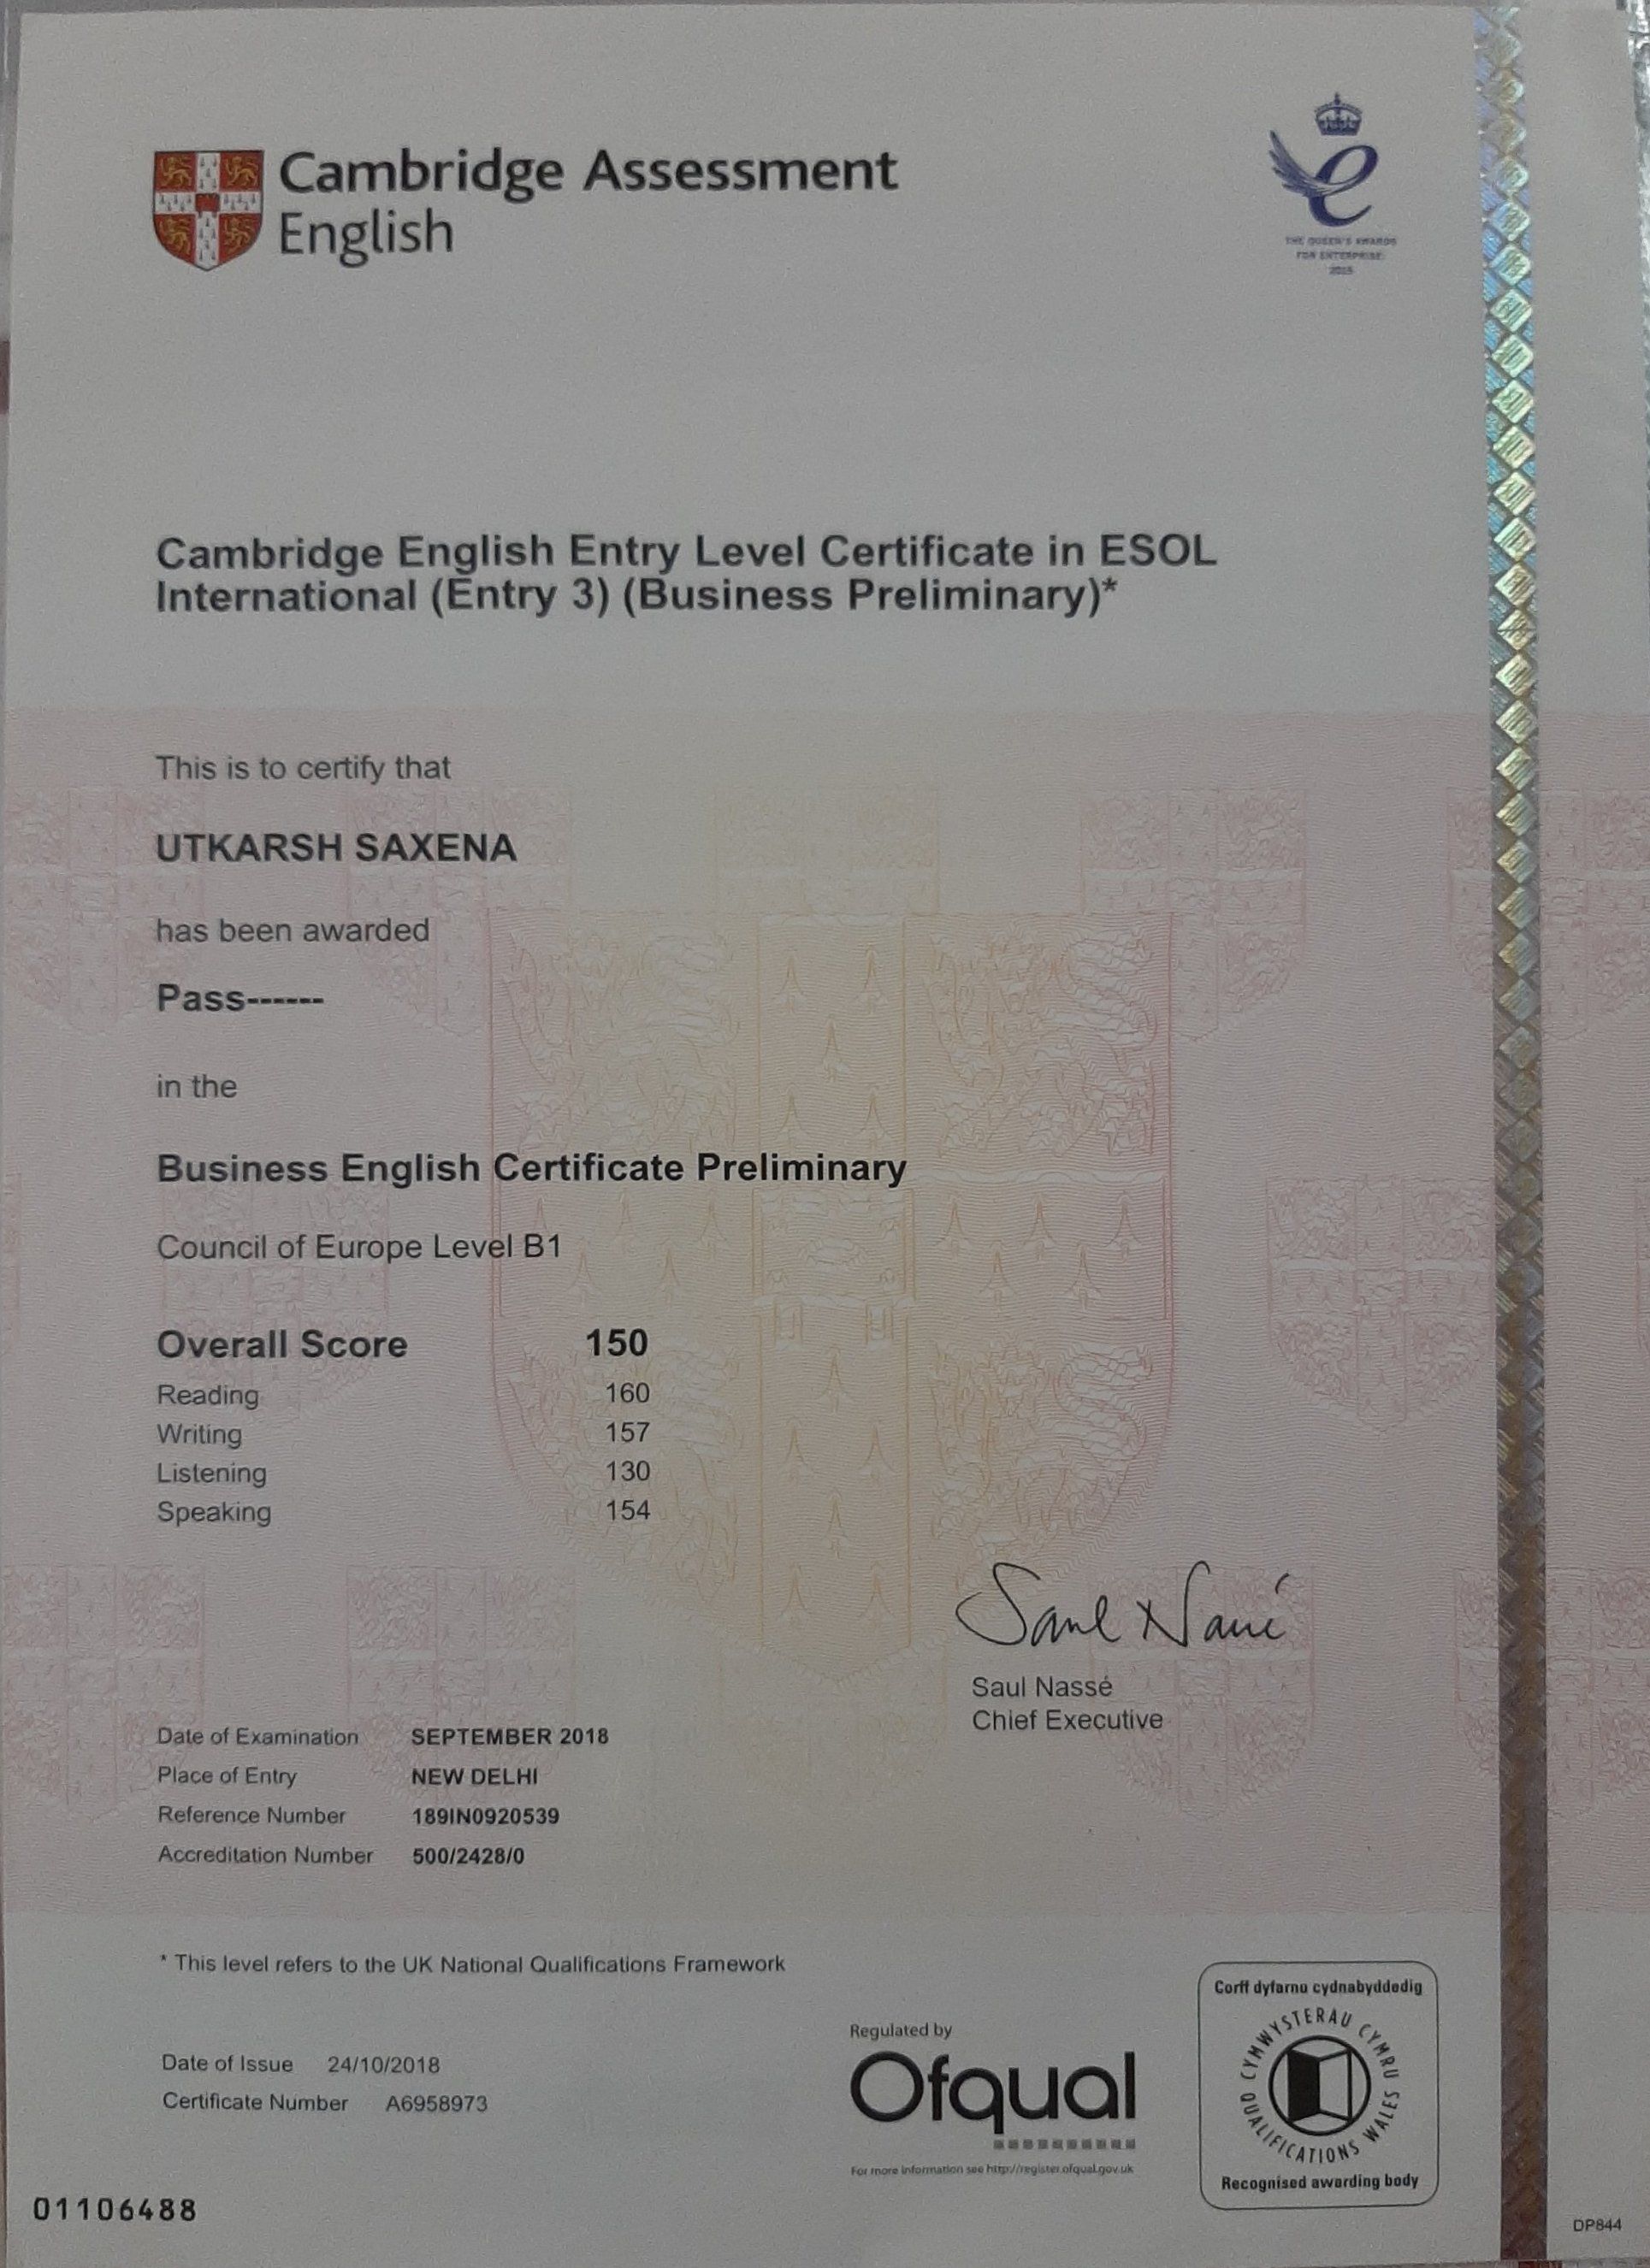 Cambridge Assessment
English
THE QUEEN'S AWARDS
FOR ENTERPRISE:
2015
Cambridge English Entry Level Certificate in ESOL
International (Entry 3) (Business Preliminary)*
This is to certify that
UTKARSH SAXENA
has been awarded
Pass------
in the
Business English Certificate Preliminary
Council of Europe Level B1
Overall Score 150
Reading 160
Writing 157
Listening 130
Speaking 154
Saul Nassé
Saul Nassé
Chief Executive
Date of Examination SEPTEMBER 2018
Place of Entry NEW DELHI
Reference Number 189IN0920539
Accreditation Number 500/2428/0
* This level refers to the UK National Qualifications Framework
Date of Issue 24/10/2018
Certificate Number A6958973
Regulated by
Ofqual
For more information see http://register.ofqual.gov.uk
Corff dyfarnu cydnabyddedig
CYMWYSTERAU CYMRU
QUALIFICATIONS WALES
Recognised awarding body
01106488
DP844